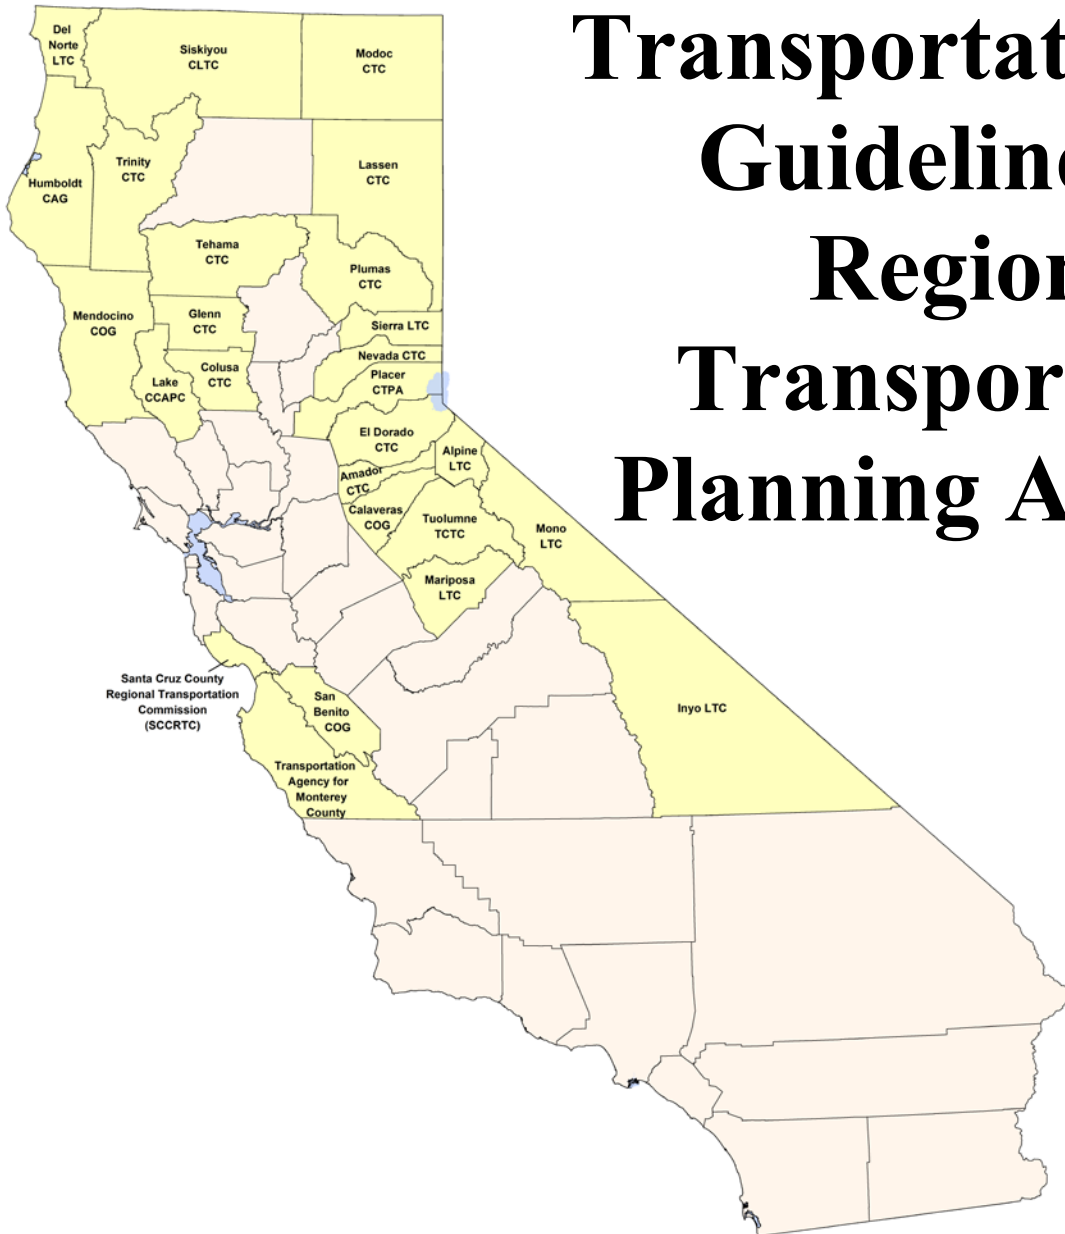 Transportat
Guideline
Region
Transpor
Planning A
Del
Norte
LTC
Siskiyou
CLTC
Modoc
CTC
Humboldt
CAG
Trinity
CTC
Lassen
CTC
Tehama
CTC
Plumas
CTC
Mendocino
COG
Glenn
CTC
Sierra LTC
Lake
CCAPC
Colusa
CTC
Nevada CTC
Placer
CTPA
El Dorado
CTC
Alpine
LTC
Amador
CTC
Calaveras
COG
Tuolumne
TCTC
Mono
LTC
Mariposa
LTC
Santa Cruz County
Regional Transportation
Commission
(SCCRTC)
San
Benito
COG
Inyo LTC
Transportation
Agency for
Monterey
County